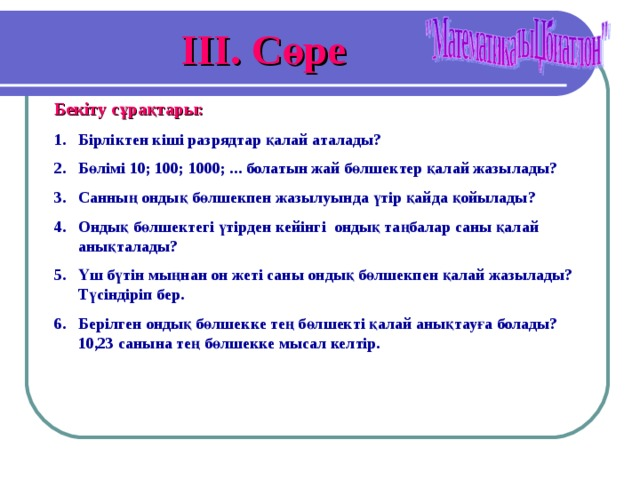 "Математикалық Донатлон"
III. Сөре
Бекіту сұрақтары:
1. Бірліктен кіші разрядтар қалай аталады?
2. Бөлімі 10; 100; 1000; ... болатын жай бөлшектер қалай жазылады?
3. Санның ондық бөлшекпен жазылуында үтір қайда қойылады?
4. Ондық бөлшектегі үтірден кейінгі ондық таңбалар саны қалай
анықталады?
5. Үш бүтін мыңнан он жеті саны ондық бөлшекпен қалай жазылады?
Түсіндіріп бер.
6. Берілген ондық бөлшекке тең бөлшекті қалай анықтауға болады?
10,23 санына тең бөлшекке мысал келтір.